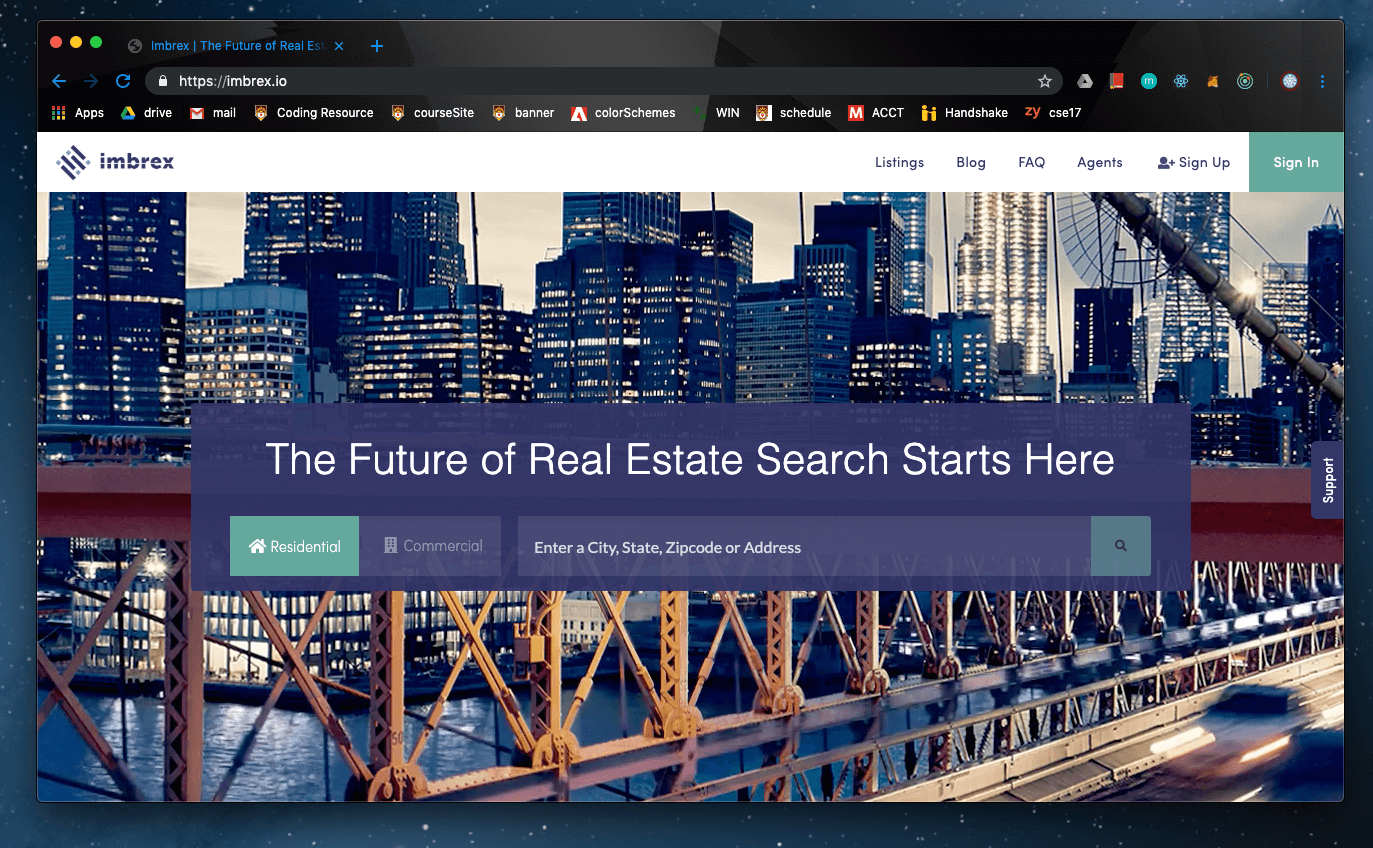 Imbrex | The Future of Real Est
https://imbrex.io
Apps drive mail Coding Resource courseSite banner colorSchemes WIN schedule ACCT Handshake zy cse17
imbrex Listings Blog FAQ Agents Sign Up Sign In
The Future of Real Estate Search Starts Here
Residential Commercial Enter a City, State, Zipcode or Address
Support